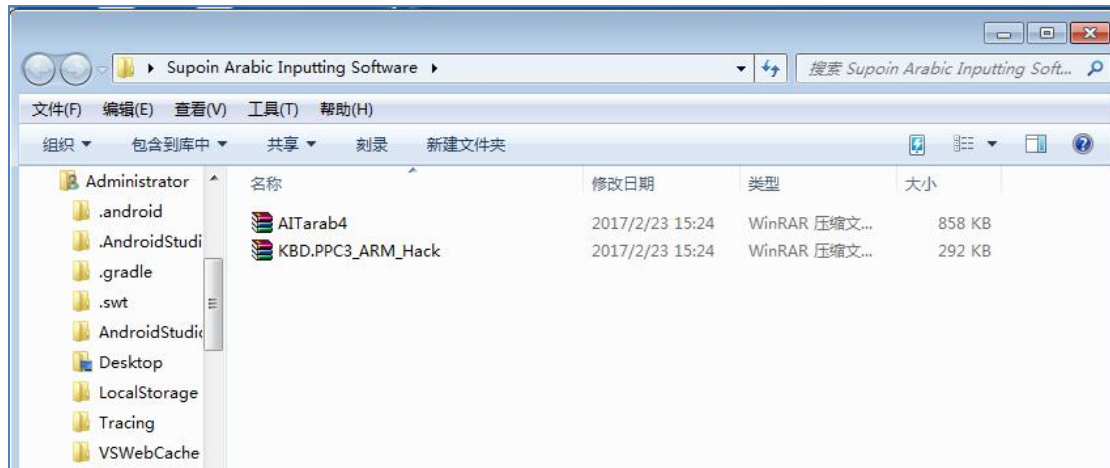 Supoin Arabic Inputting Software
搜索 Supoin Arabic Inputting Soft...
文件(F) 编辑(E) 查看(V) 工具(T) 帮助(H)
组织 包含到库中 共享 刻录 新建文件夹
Administrator
.android
.AndroidStudi
.gradle
.swt
AndroidStudi
Desktop
LocalStorage
Tracing
VSWebCache
名称 修改日期 类型 大小
AITarab4 2017/2/23 15:24 WinRAR 压缩文... 858 KB
KBD.PPC3_ARM_Hack 2017/2/23 15:24 WinRAR 压缩文... 292 KB